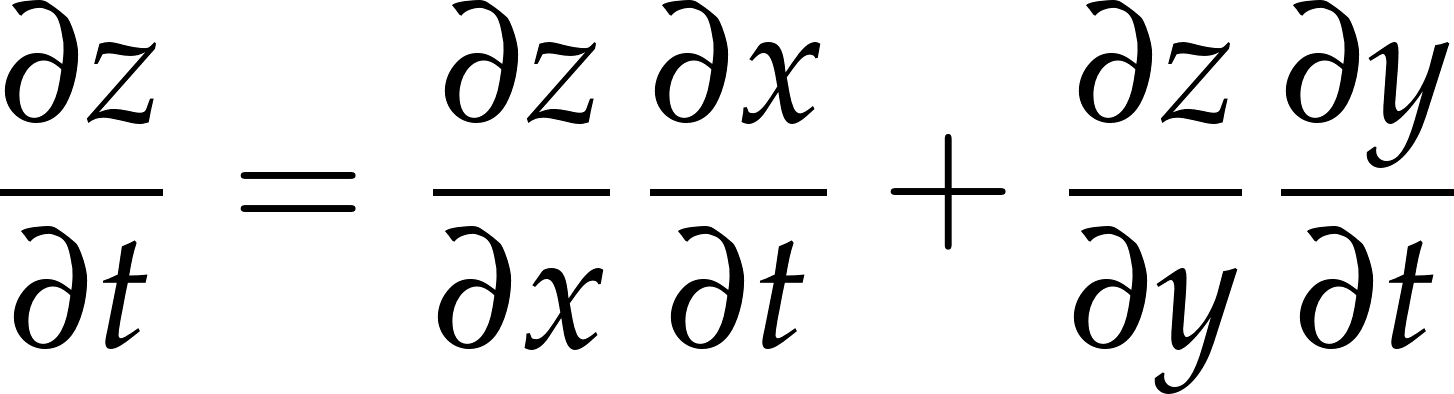 ∂z/∂t = ∂z/∂x ∂x/∂t + ∂z/∂y ∂y/∂t